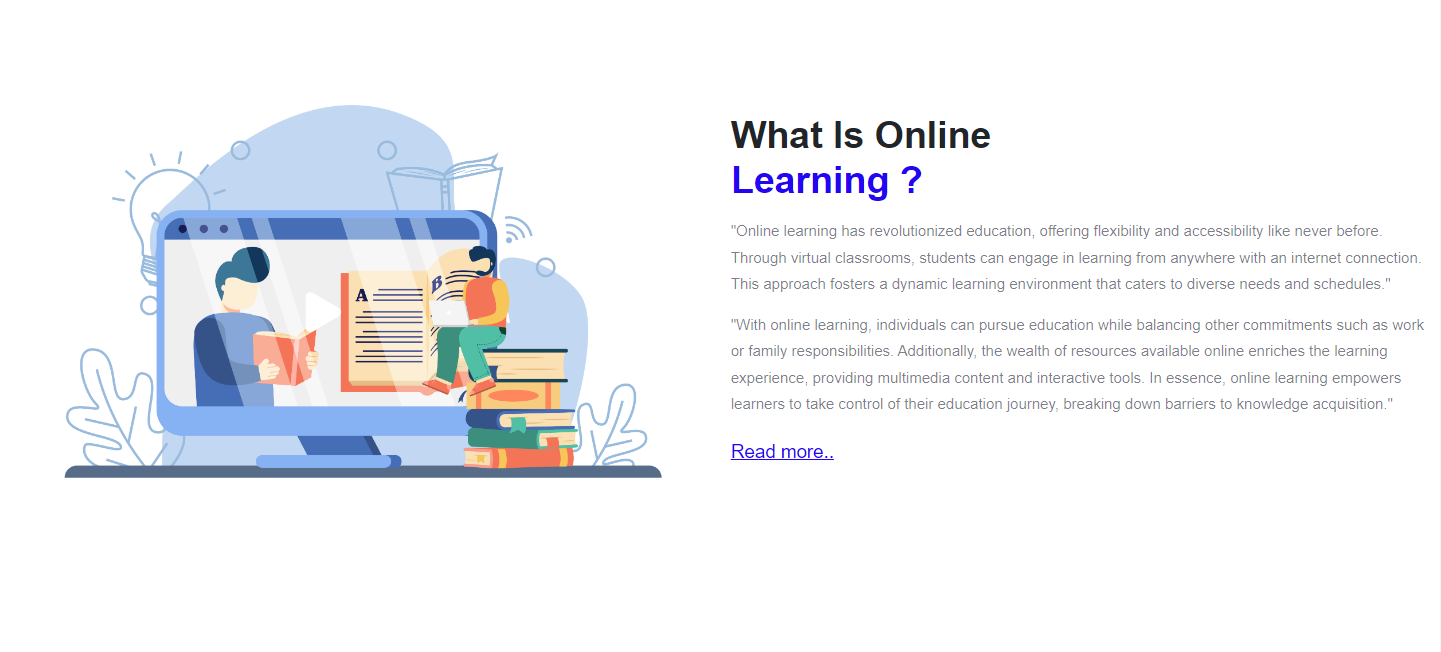 What Is Online
Learning ?
"Online learning has revolutionized education, offering flexibility and accessibility like never before.
Through virtual classrooms, students can engage in learning from anywhere with an internet connection.
This approach fosters a dynamic learning environment that caters to diverse needs and schedules."
"With online learning, individuals can pursue education while balancing other commitments such as work
or family responsibilities. Additionally, the wealth of resources available online enriches the learning
experience, providing multimedia content and interactive tools. In essence, online learning empowers
learners to take control of their education journey, breaking down barriers to knowledge acquisition."
Read more..
A
B